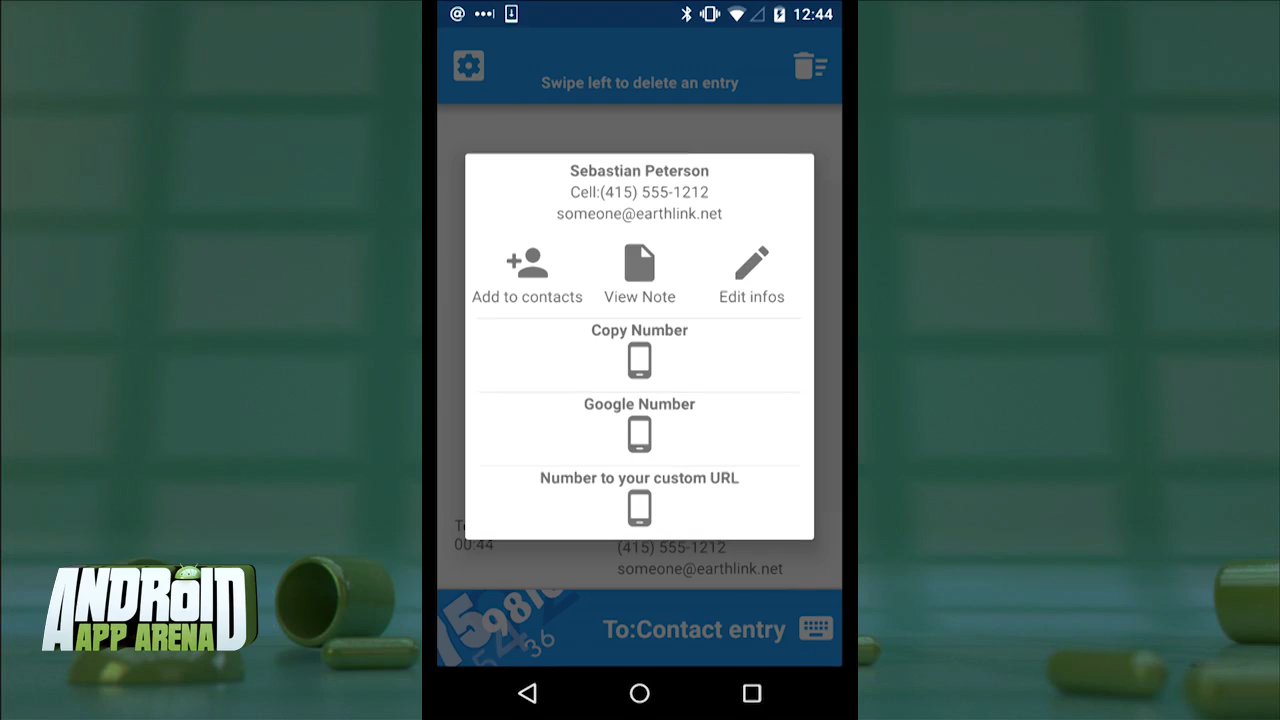 12:44
Swipe left to delete an entry
Sebastian Peterson
Cell:(415) 555-1212
someone@earthlink.net
Add to contacts
View Note
Edit infos
Copy Number
Google Number
Number to your custom URL
00:44
(415) 555-1212
someone@earthlink.net
To:Contact entry
ANDROID
APP ARENA